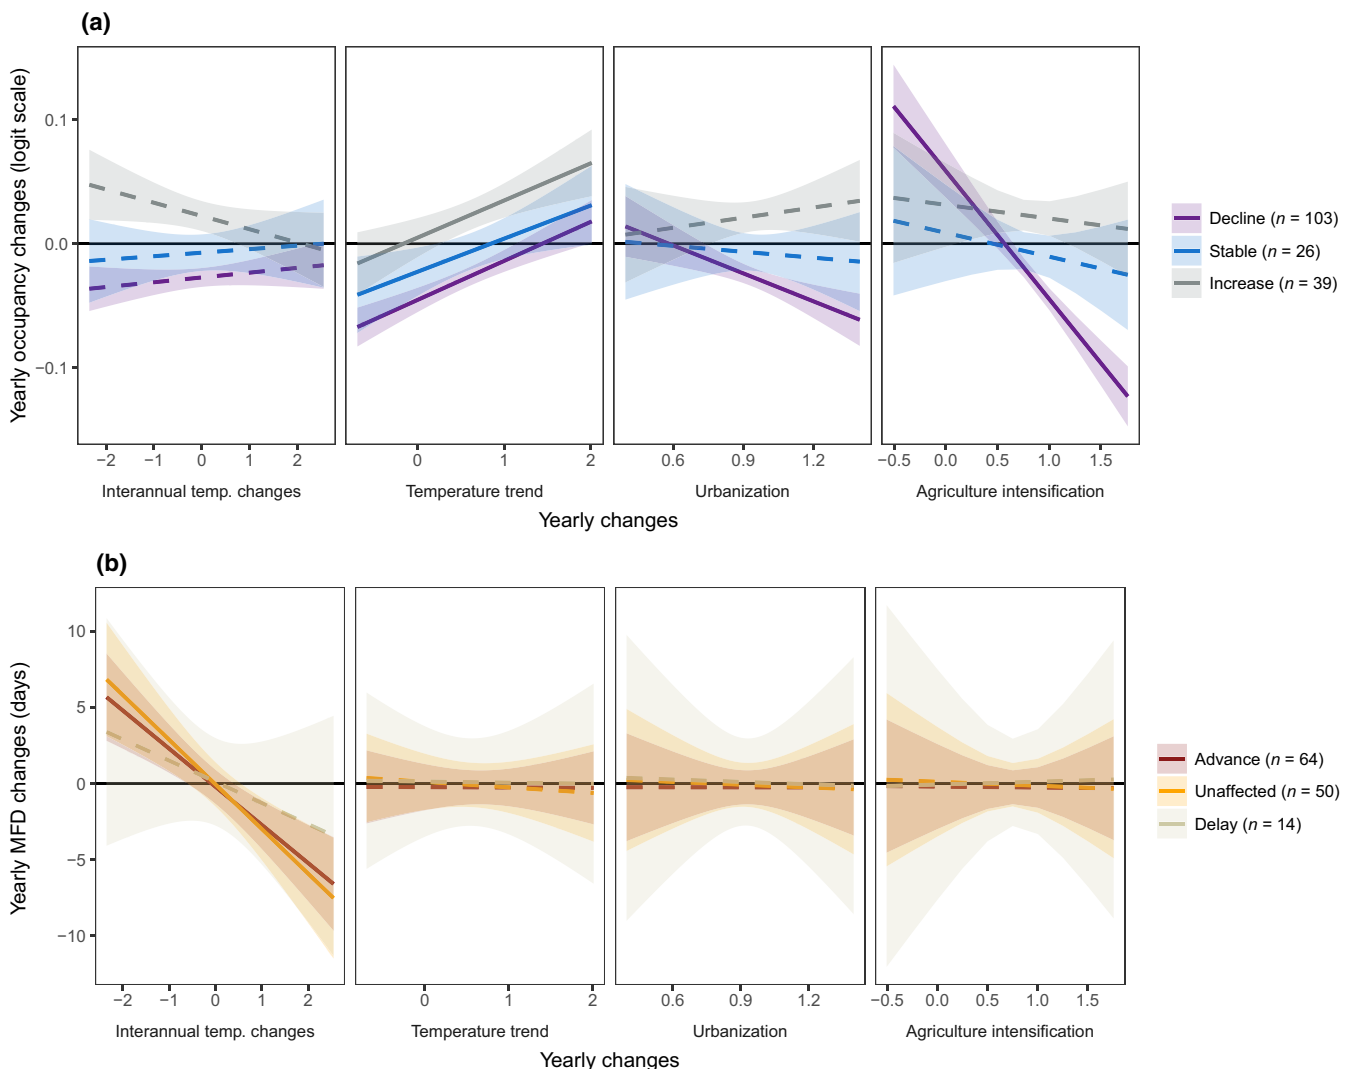 (a)
Yearly occupancy changes (logit scale)
0.1
0.0
−0.1
−2 −1 0 1 2
0 1 2
0.6 0.9 1.2
−0.5 0.0 0.5 1.0 1.5
Interannual temp. changes
Temperature trend
Urbanization
Agriculture intensification
Yearly changes
Decline (n = 103)
Stable (n = 26)
Increase (n = 39)
(b)
Yearly MFD changes (days)
10
5
0
−5
−10
−2 −1 0 1 2
0 1 2
0.6 0.9 1.2
−0.5 0.0 0.5 1.0 1.5
Interannual temp. changes
Temperature trend
Urbanization
Agriculture intensification
Yearly changes
Advance (n = 64)
Unaffected (n = 50)
Delay (n = 14)